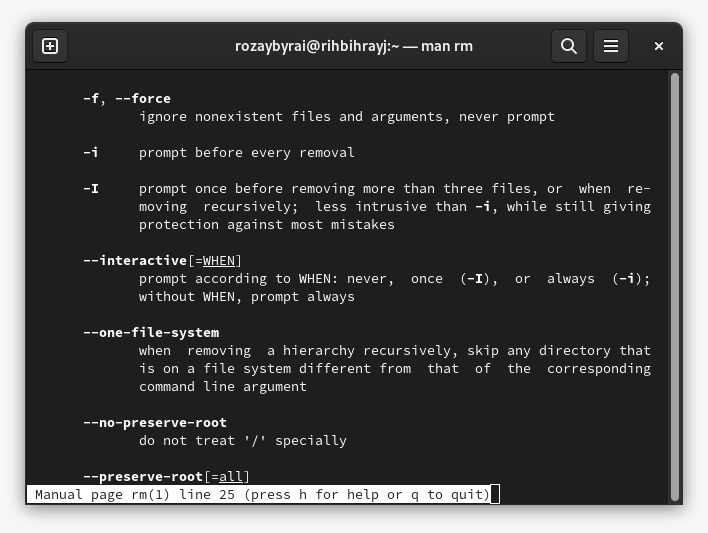 rozaybyrai@rihbihrayj:~ — man rm
-f, --force
ignore nonexistent files and arguments, never prompt
-i prompt before every removal
-I prompt once before removing more than three files, or when re-
moving recursively; less intrusive than -i, while still giving
protection against most mistakes
--interactive[=WHEN]
prompt according to WHEN: never, once (-I), or always (-i);
without WHEN, prompt always
--one-file-system
when removing a hierarchy recursively, skip any directory that
is on a file system different from that of the corresponding
command line argument
--no-preserve-root
do not treat '/' specially
--preserve-root[=all]
Manual page rm(1) line 25 (press h for help or q to quit)